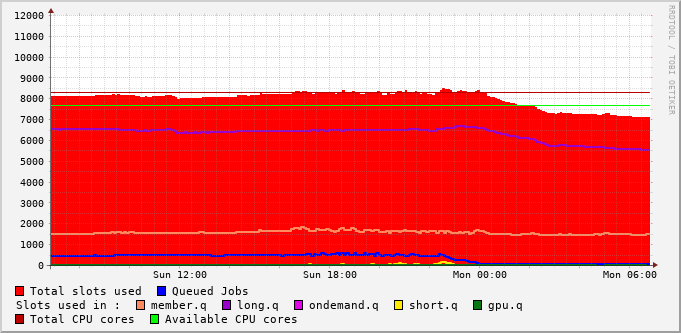 12000
11000
10000
9000
8000
7000
6000
5000
4000
3000
2000
1000
0
Sun 12:00 Sun 18:00 Mon 00:00 Mon 06:00
Total slots used Queued Jobs
Slots used in : member.q long.q ondemand.q short.q gpu.q
Total CPU cores Available CPU cores
RRDTOOL / TOBI OETIKER